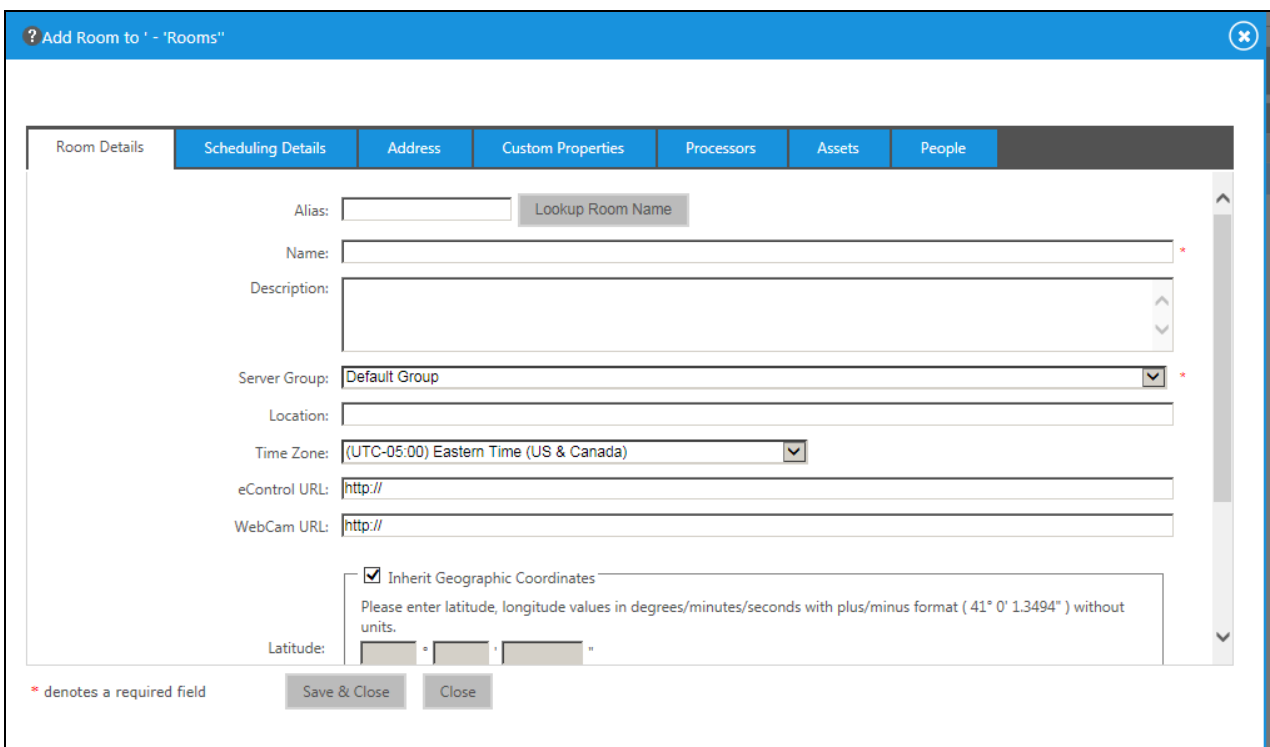 ? Add Room to ' - 'Rooms''
Room Details Scheduling Details Address Custom Properties Processors Assets People
Alias: Lookup Room Name
Name: *
Description:
Server Group: Default Group *
Location:
Time Zone: (UTC-05:00) Eastern Time (US & Canada)
eControl URL: http://
WebCam URL: http://
Inherit Geographic Coordinates
Please enter latitude, longitude values in degrees/minutes/seconds with plus/minus format ( 41° 0' 1.3494" ) without
units.
Latitude: ° ' "
* denotes a required field Save & Close Close